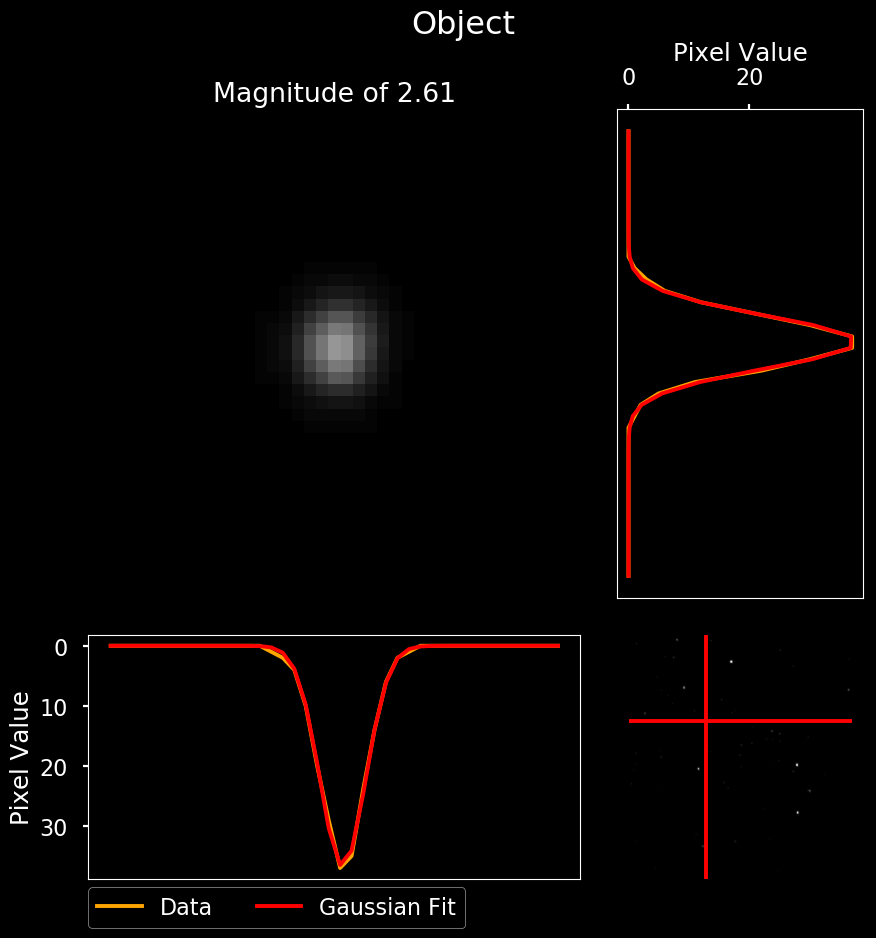 Object
Pixel Value
0 20
Magnitude of 2.61
0
10
20
30
Pixel Value
Data Gaussian Fit